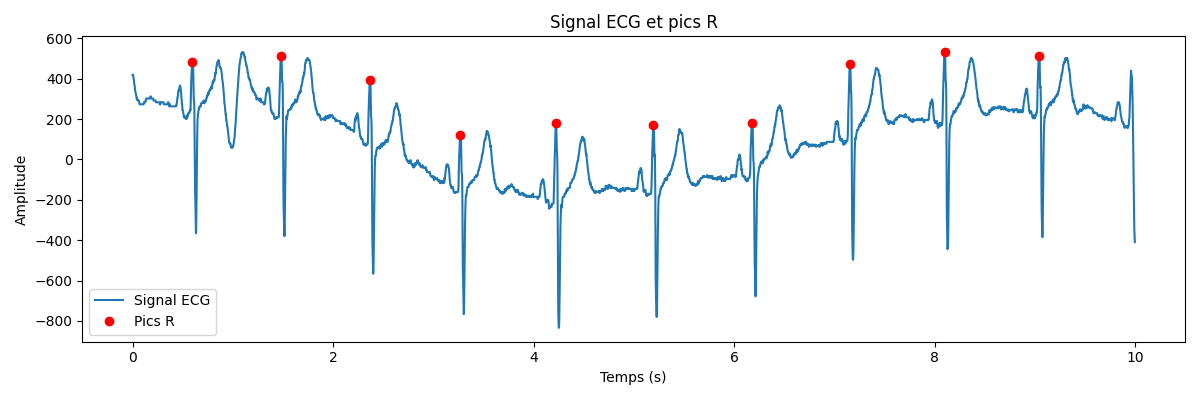 Signal ECG et pics R
Amplitude
600
400
200
0
−200
−400
−600
−800
Signal ECG
Pics R
0
2
4
6
8
10
Temps (s)